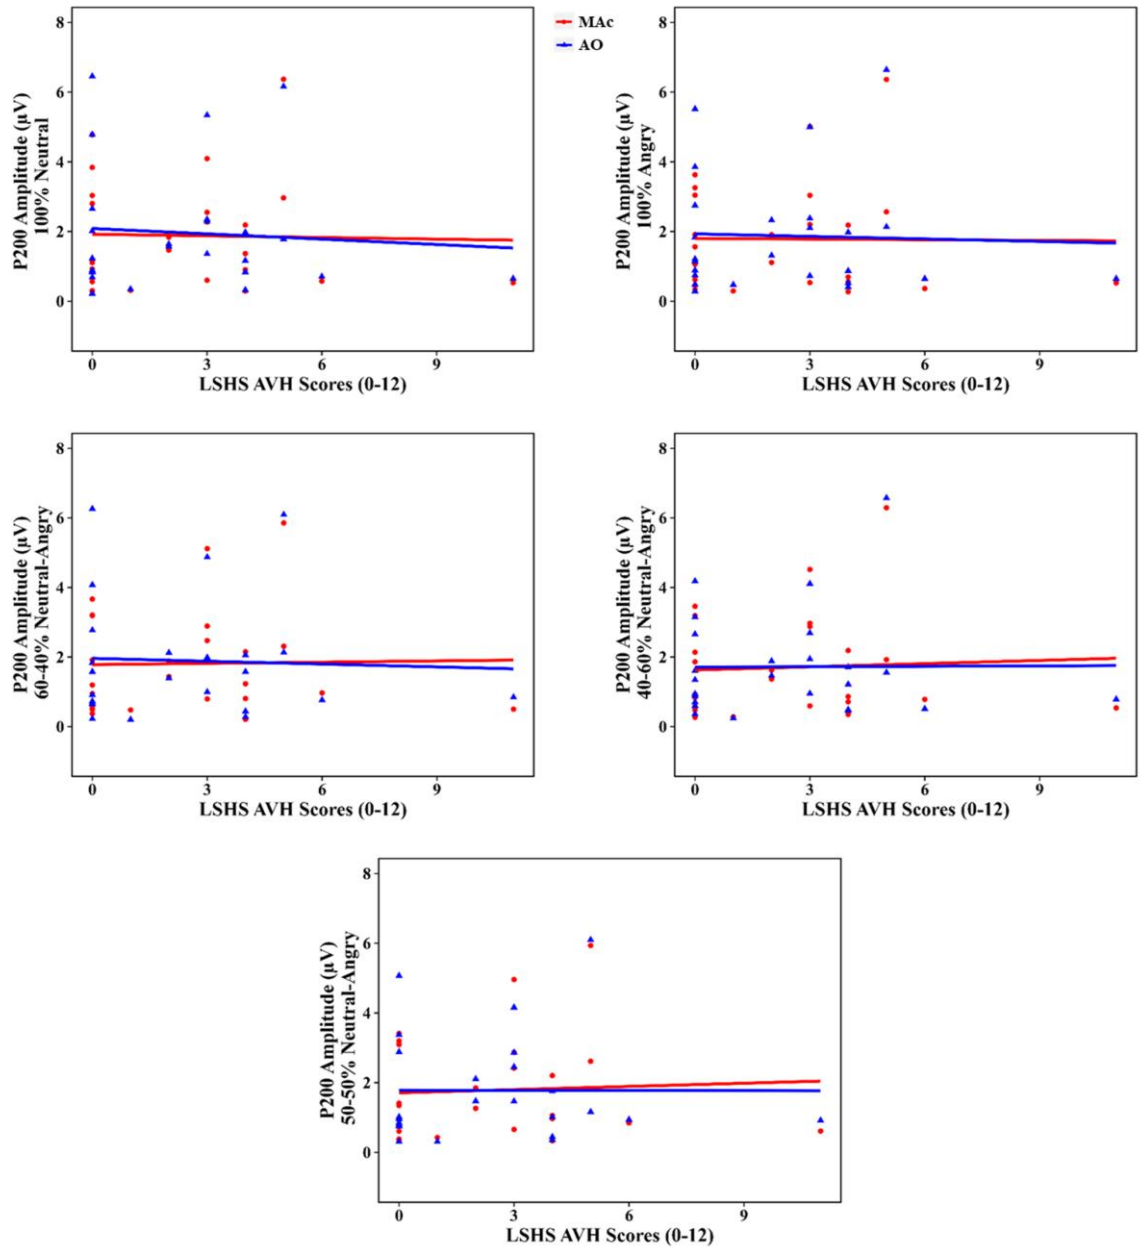 MAc
AO
P200 Amplitude (µV)
100% Neutral
8
6
4
2
0
0 3 6 9
LSHS AVH Scores (0-12)
P200 Amplitude (µV)
100% Angry
8
6
4
2
0
0 3 6 9
LSHS AVH Scores (0-12)
P200 Amplitude (µV)
60-40% Neutral-Angry
8
6
4
2
0
0 3 6 9
LSHS AVH Scores (0-12)
P200 Amplitude (µV)
40-60% Neutral-Angry
8
6
4
2
0
0 3 6 9
LSHS AVH Scores (0-12)
P200 Amplitude (µV)
50-50% Neutral-Angry
8
6
4
2
0
0 3 6 9
LSHS AVH Scores (0-12)